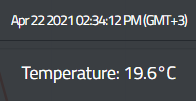 Apr 22 2021 02:34:12 PM (GMT+3)
Temperature: 19.6°C